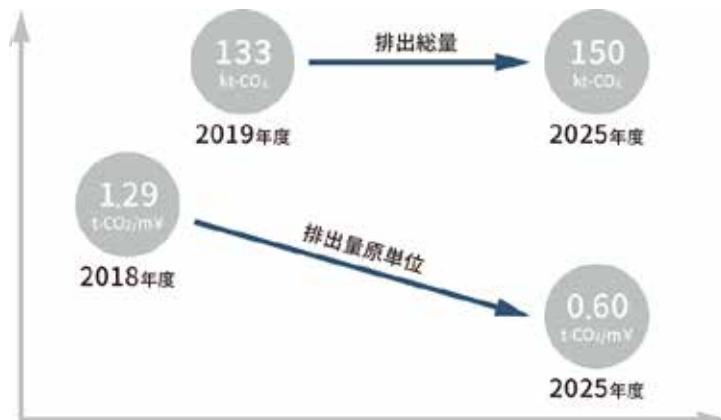 133
kt-CO₂
2019年度
排出総量
150
kt-CO₂
2025年度
1.29
t-CO₂/m¥
2018年度
排出量原単位
0.60
t-CO₂/m¥
2025年度